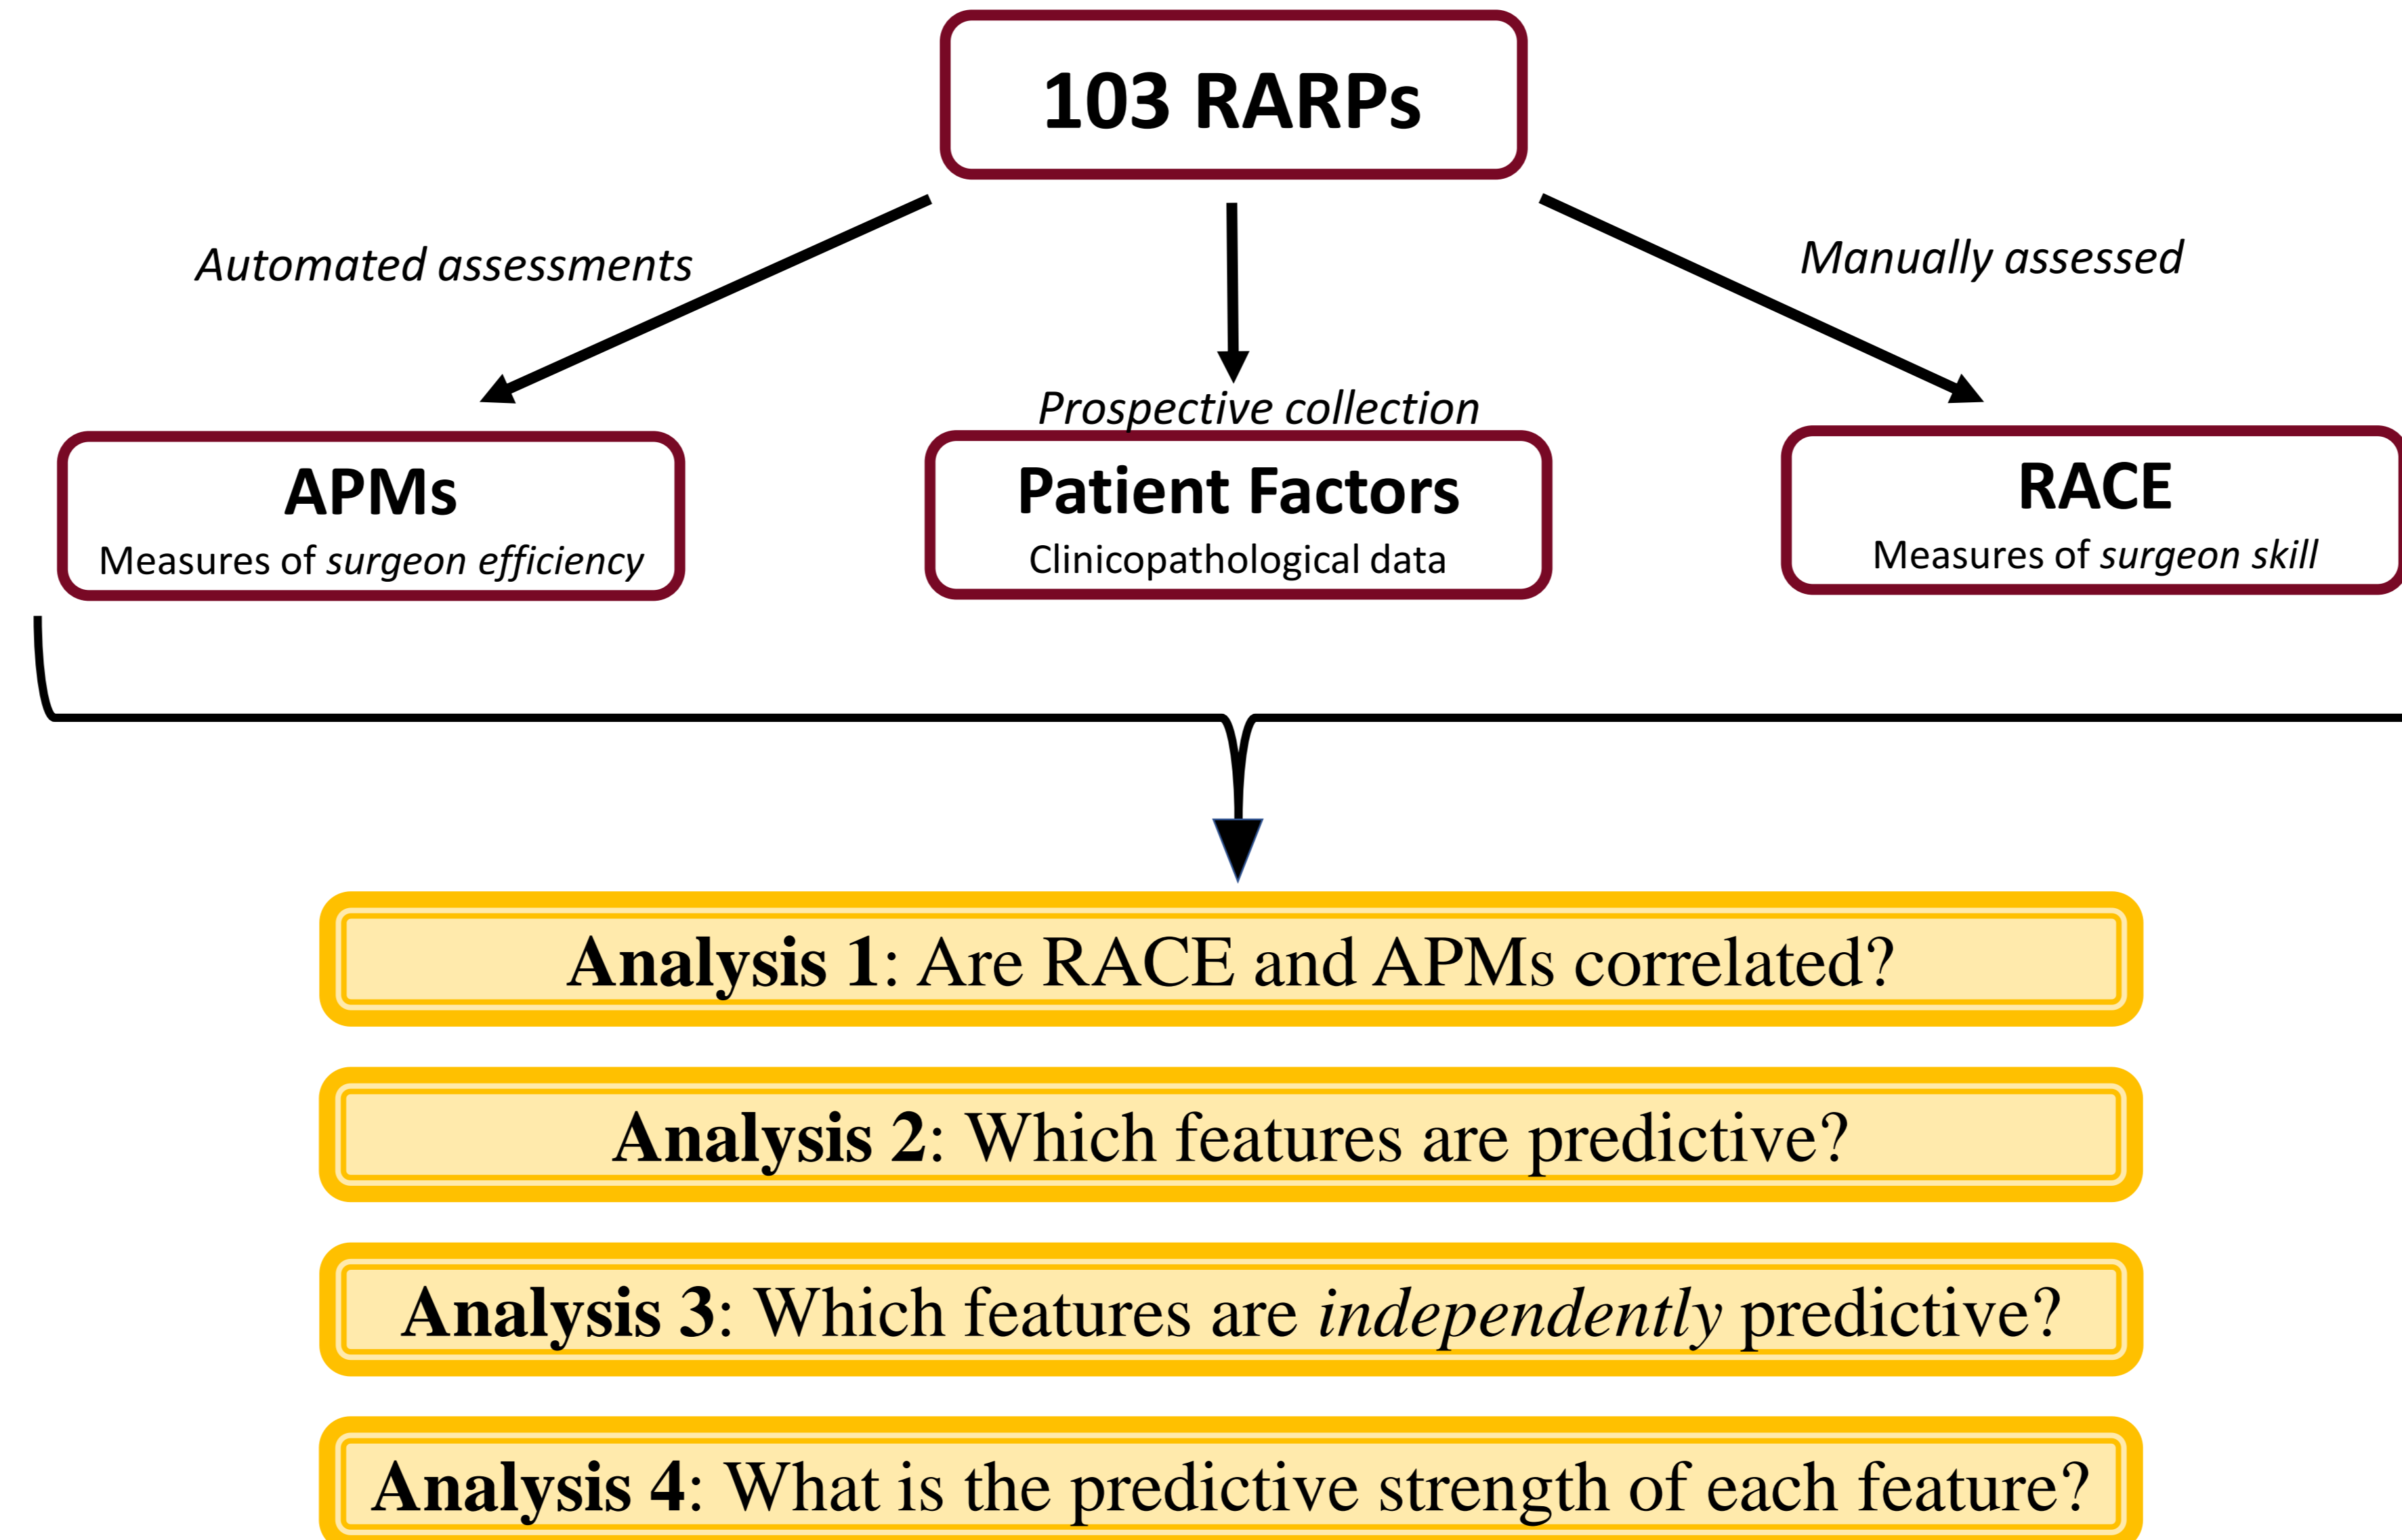 103 RARPs
Automated assessments
Manually assessed
Prospective collection
APMs
Measures of surgeon efficiency
Patient Factors
Clinicopathological data
RACE
Measures of surgeon skill
Analysis 1: Are RACE and APMs correlated?
Analysis 2: Which features are predictive?
Analysis 3: Which features are independently predictive?
Analysis 4: What is the predictive strength of each feature?